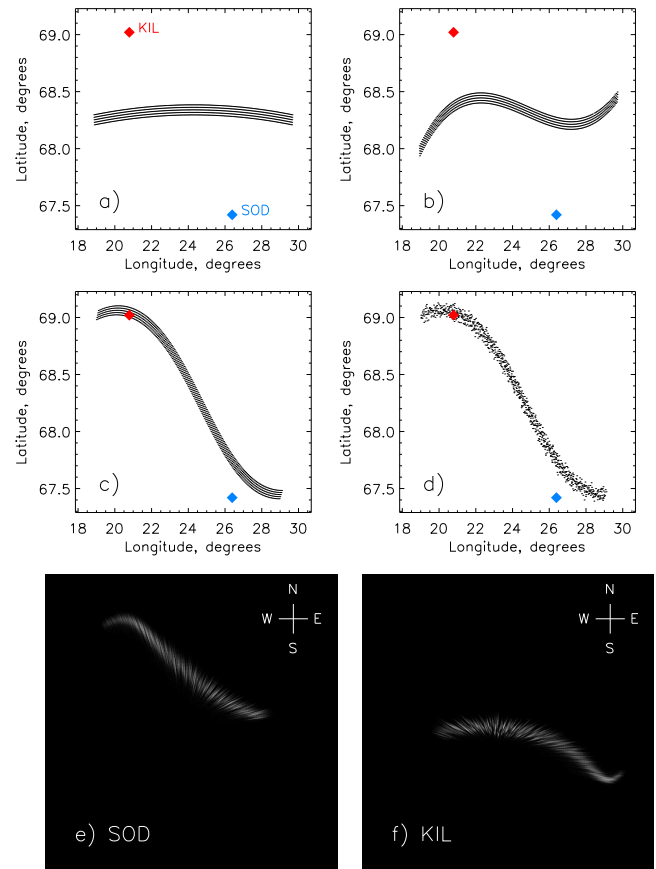 69.0
68.5
68.0
67.5
Latitude, degrees
KIL
SOD
a)
18 20 22 24 26 28 30
Longitude, degrees
69.0
68.5
68.0
67.5
Latitude, degrees
b)
18 20 22 24 26 28 30
Longitude, degrees
69.0
68.5
68.0
67.5
Latitude, degrees
c)
18 20 22 24 26 28 30
Longitude, degrees
69.0
68.5
68.0
67.5
Latitude, degrees
d)
18 20 22 24 26 28 30
Longitude, degrees
N
W E
S
e) SOD
N
W E
S
f) KIL